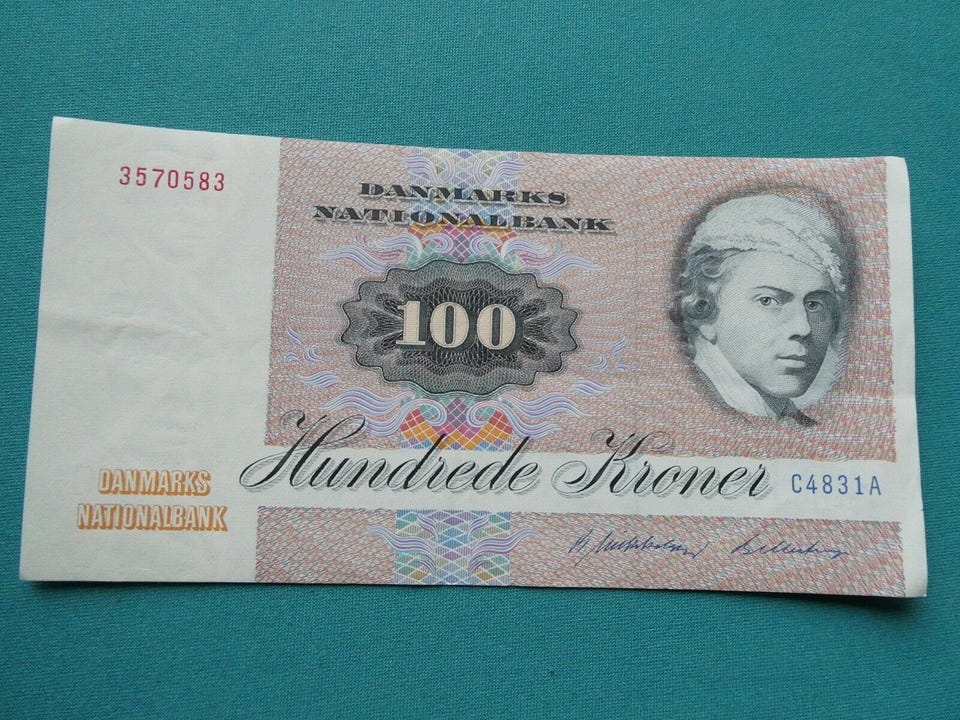 3570583
DANMARKS
NATIONALBANK
100
Hundrede Kroner
C4831A
DANMARKS
NATIONALBANK